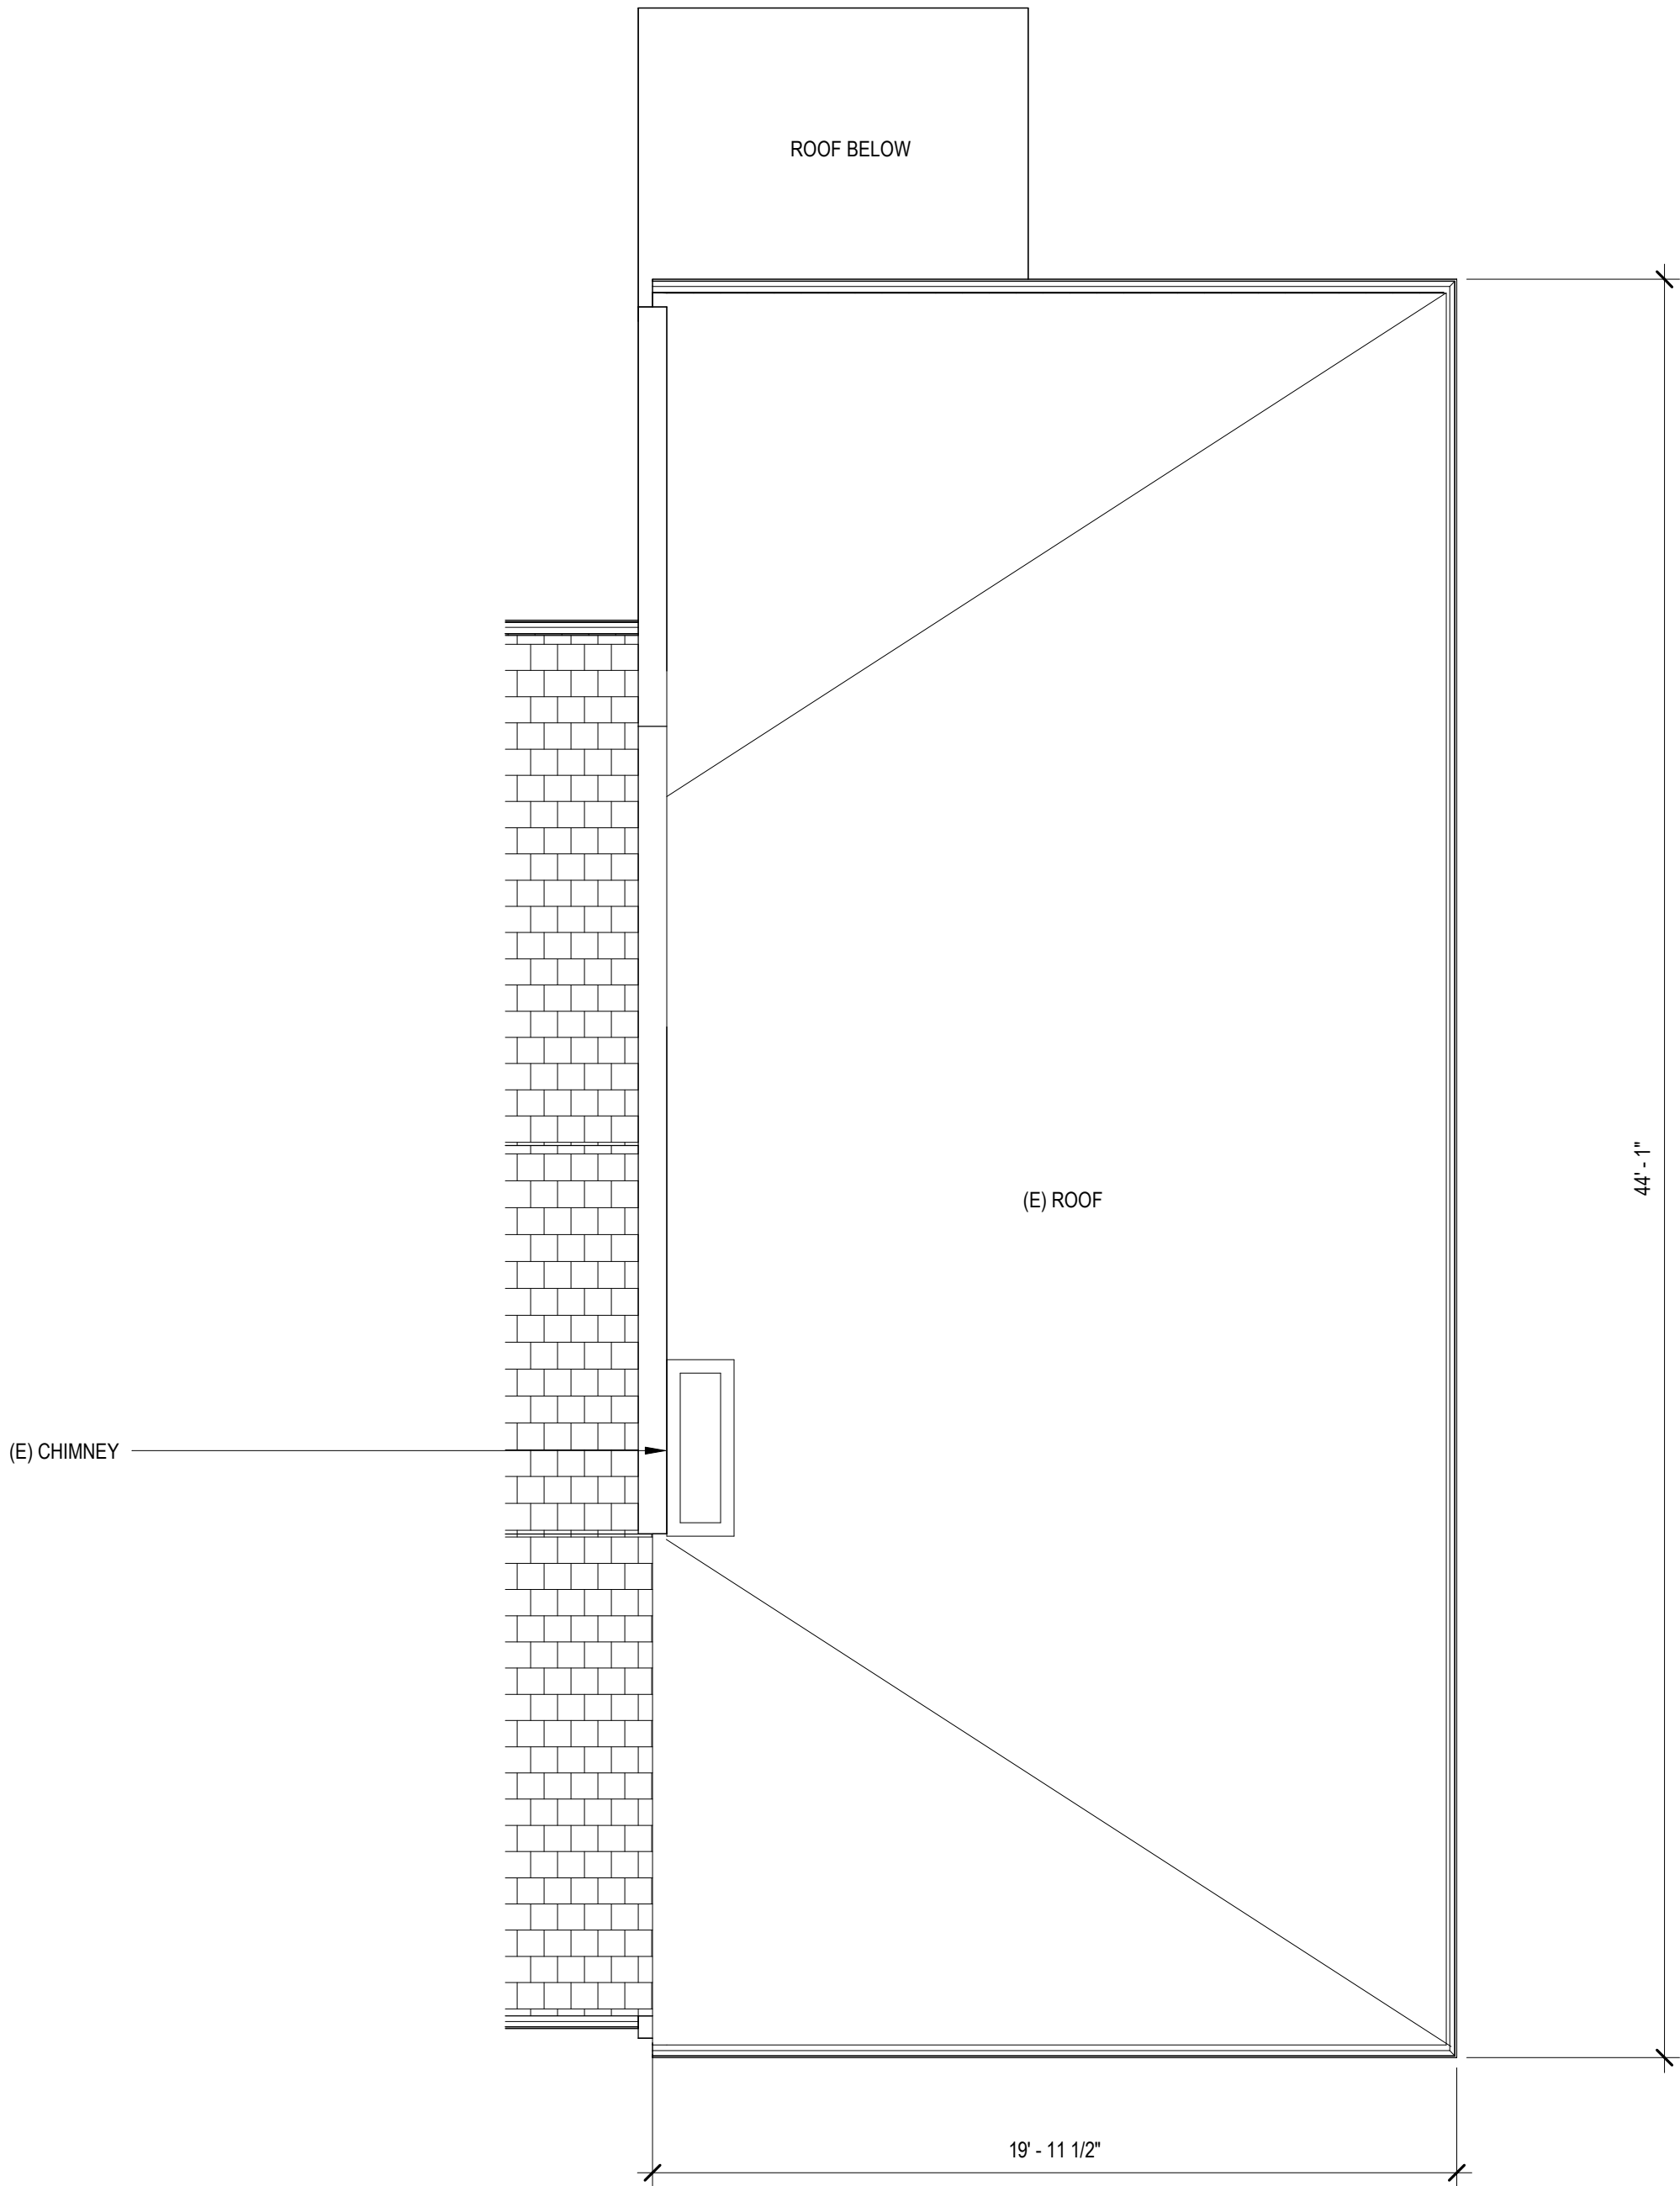 ROOF BELOW
44' - 1"
(E) ROOF
(E) CHIMNEY
19' - 11 1/2"